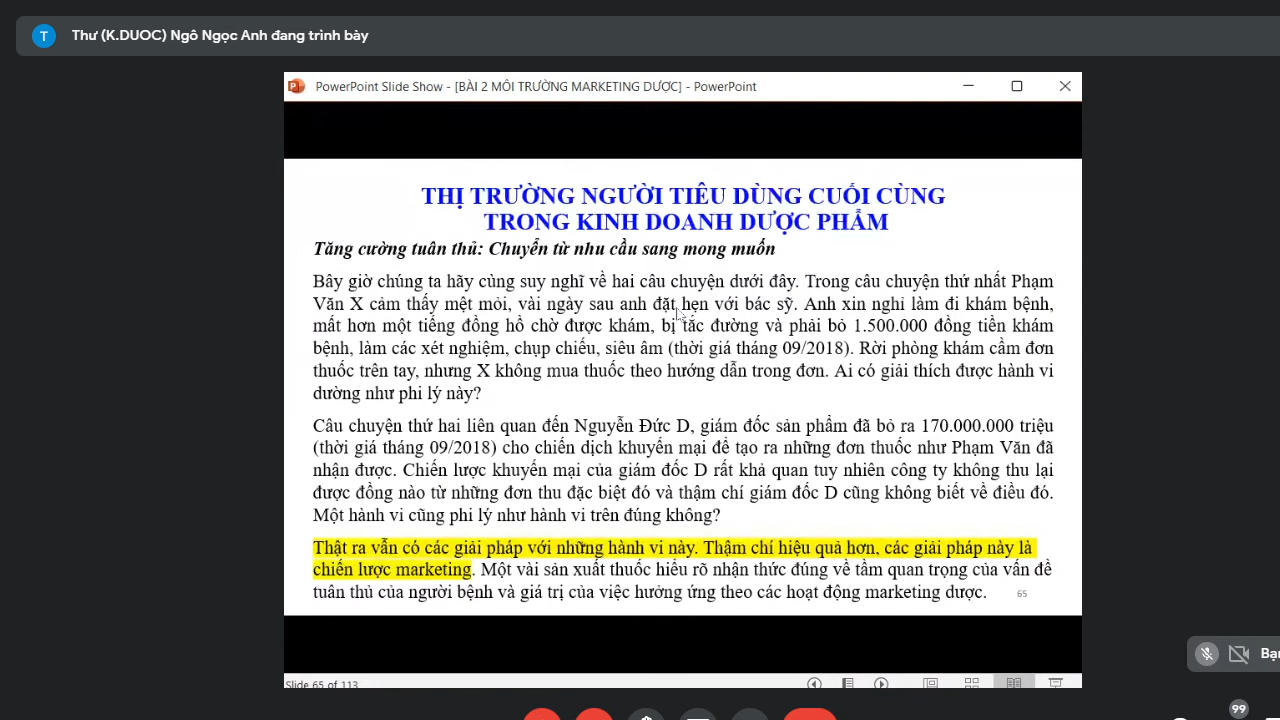 T
Thư (K.DUOC) Ngô Ngọc Anh đang trình bày
PowerPoint Slide Show - [BÀI 2 MÔI TRƯỜNG MARKETING DƯỢC] - PowerPoint
THỊ TRƯỜNG NGƯỜI TIÊU DÙNG CUỐI CÙNG
TRONG KINH DOANH DƯỢC PHẨM
Tăng cường tuân thủ: Chuyển từ nhu cầu sang mong muốn
Bây giờ chúng ta hãy cùng suy nghĩ về hai câu chuyện dưới đây. Trong câu chuyện thứ nhất Phạm
Văn X cảm thấy mệt mỏi, vài ngày sau anh đặt hẹn với bác sỹ. Anh xin nghỉ làm đi khám bệnh,
mất hơn một tiếng đồng hồ chờ được khám, bị tắc đường và phải bỏ 1.500.000 đồng tiền khám
bệnh, làm các xét nghiệm, chụp chiếu, siêu âm (thời giá tháng 09/2018). Rời phòng khám cầm đơn
thuốc trên tay, nhưng X không mua thuốc theo hướng dẫn trong đơn. Ai có giải thích được hành vi
dường như phi lý này?
Câu chuyện thứ hai liên quan đến Nguyễn Đức D, giám đốc sản phẩm đã bỏ ra 170.000.000 triệu
(thời giá tháng 09/2018) cho chiến dịch khuyến mại để tạo ra những đơn thuốc như Phạm Văn đã
nhận được. Chiến lược khuyến mại của giám đốc D rất khả quan tuy nhiên công ty không thu lại
được đồng nào từ những đơn thu đặc biệt đó và thậm chí giám đốc D cũng không biết về điều đó.
Một hành vi cũng phi lý như hành vi trên đúng không?
Thật ra vẫn có các giải pháp với những hành vi này. Thậm chí hiệu quả hơn, các giải pháp này là
chiến lược marketing. Một vài sản xuất thuốc hiểu rõ nhận thức đúng về tầm quan trọng của vấn đề
tuân thủ của người bệnh và giá trị của việc hưởng ứng theo các hoạt động marketing dược.
65
Slide 65 of 113
Bạn
99